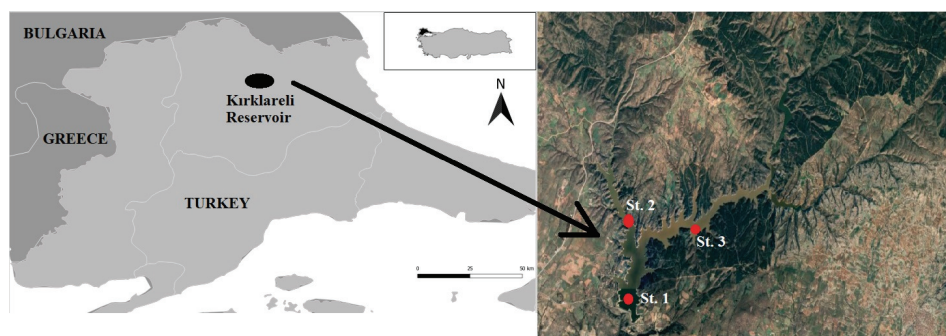 BULGARIA
Kırklareli
Reservoir
N
GREECE
TURKEY
0 25 50 km
St. 2
St. 3
St. 1